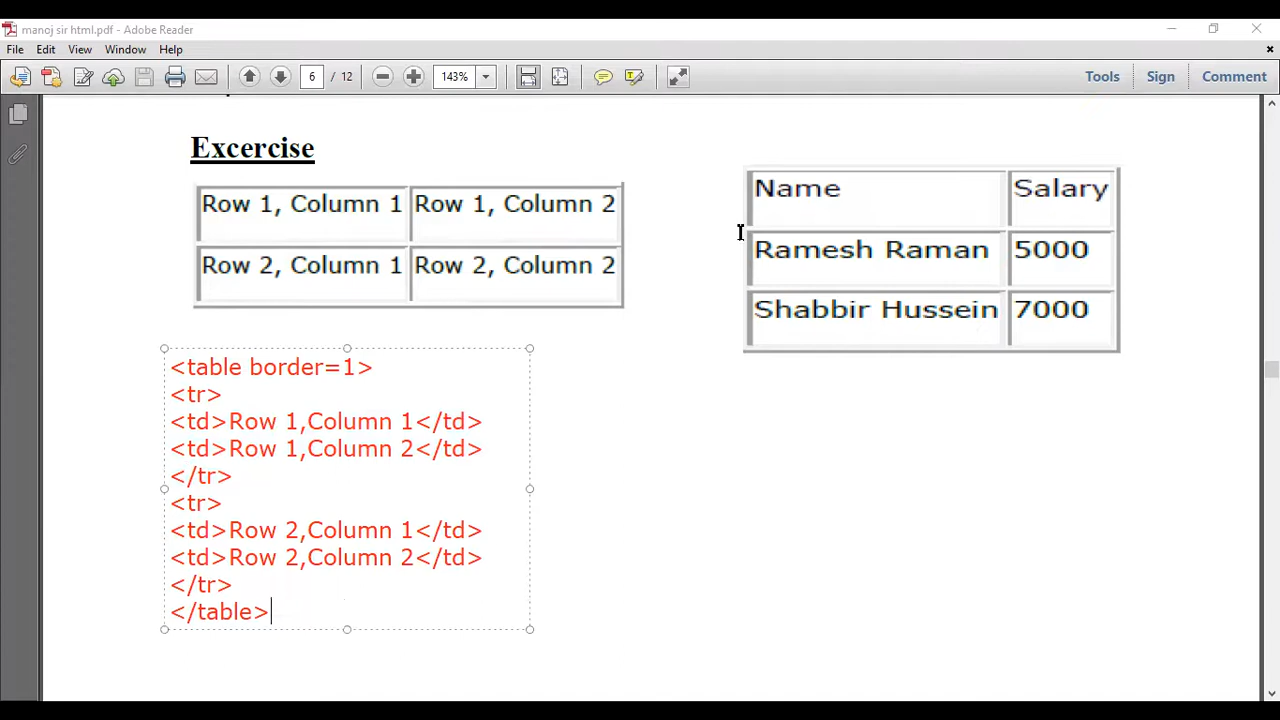 manoj sir html.pdf - Adobe Reader
File Edit View Window Help
6 / 12 143% Tools Sign Comment
Excercise
Row 1, Column 1 Row 1, Column 2
Row 2, Column 1 Row 2, Column 2
Name Salary
Ramesh Raman 5000
Shabbir Hussein 7000
<table border=1>
<tr>
<td>Row 1,Column 1</td>
<td>Row 1,Column 2</td>
</tr>
<tr>
<td>Row 2,Column 1</td>
<td>Row 2,Column 2</td>
</tr>
</table>